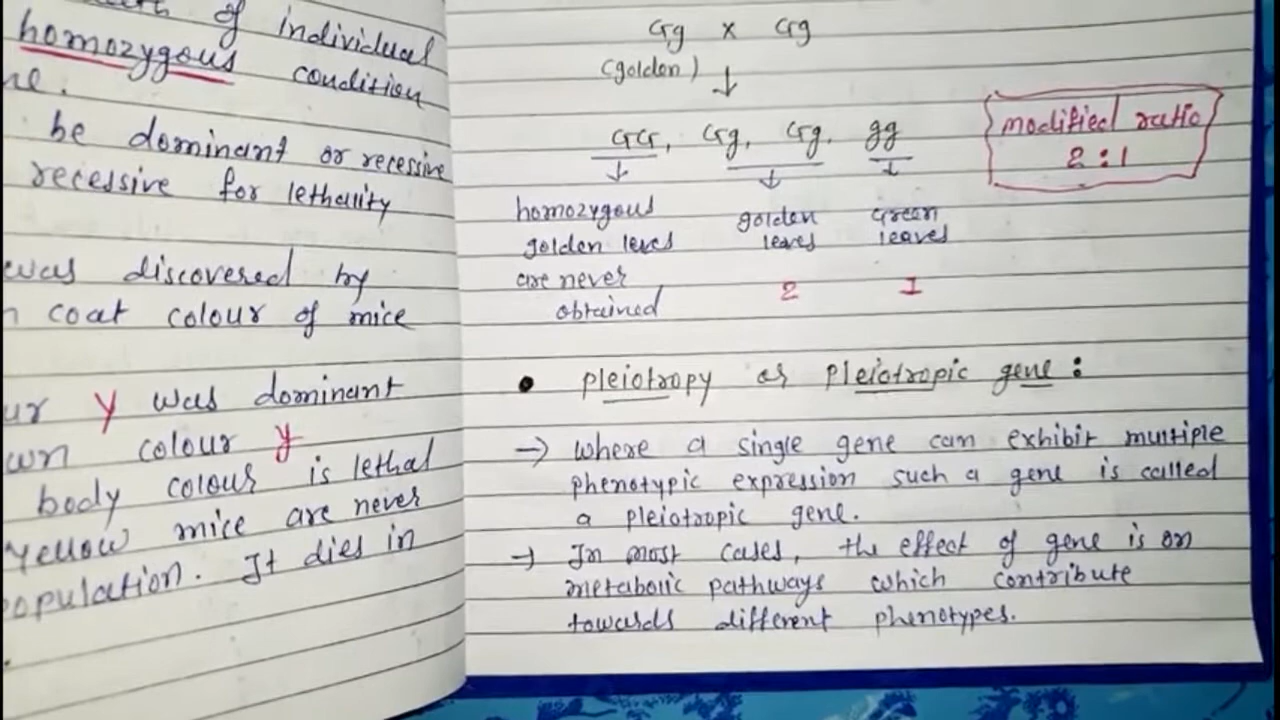 of individual
homozygous condition
be dominant or recessive
recessive for lethality
was discovered by
coat colour of mice
y was dominant
colour y
body colour is lethal
yellow mice are never
population. It dies in
Gg x Gg
(golden)
↓
GG, Gg, Gg, gg
↓ ↓ ↓
homozygous golden green
golden leves leaves leaves
are never
obtained 2 1
modified ratio
2:1
• pleiotropy or pleiotropic gene :
→ where a single gene can exhibit multiple
phenotypic expression such a gene is called
a pleiotropic gene.
→ In most cases, the effect of gene is on
metabolic pathways which contribute
towards different phenotypes.